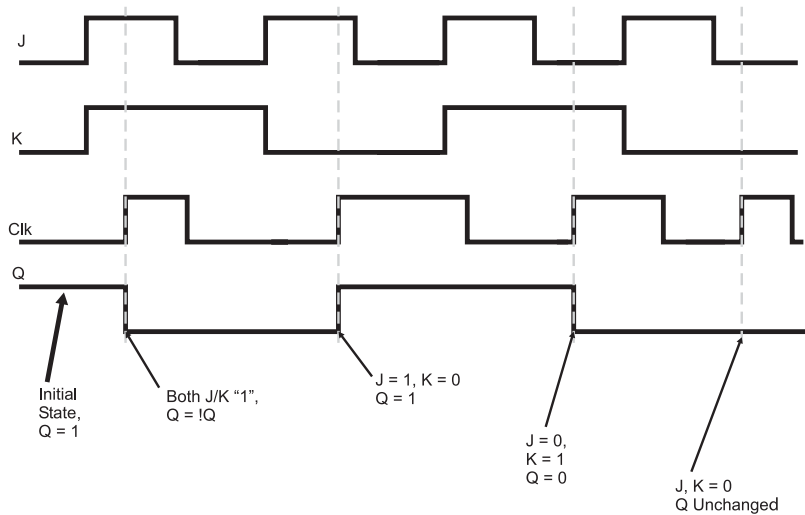 J
K
Clk
Q
Initial
State,
Q = 1
Both J/K “1”,
Q = !Q
J = 1, K = 0
Q = 1
J = 0,
K = 1
Q = 0
J, K = 0
Q Unchanged